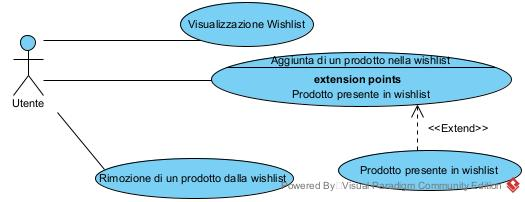 Visualizzazione Wishlist
Aggiunta di un prodotto nella wishlist
extension points
Prodotto presente in wishlist
Utente
<<Extend>>
Prodotto presente in wishlist
Rimozione di un prodotto dalla wishlist
Powered By Visual Paradigm Community Edition